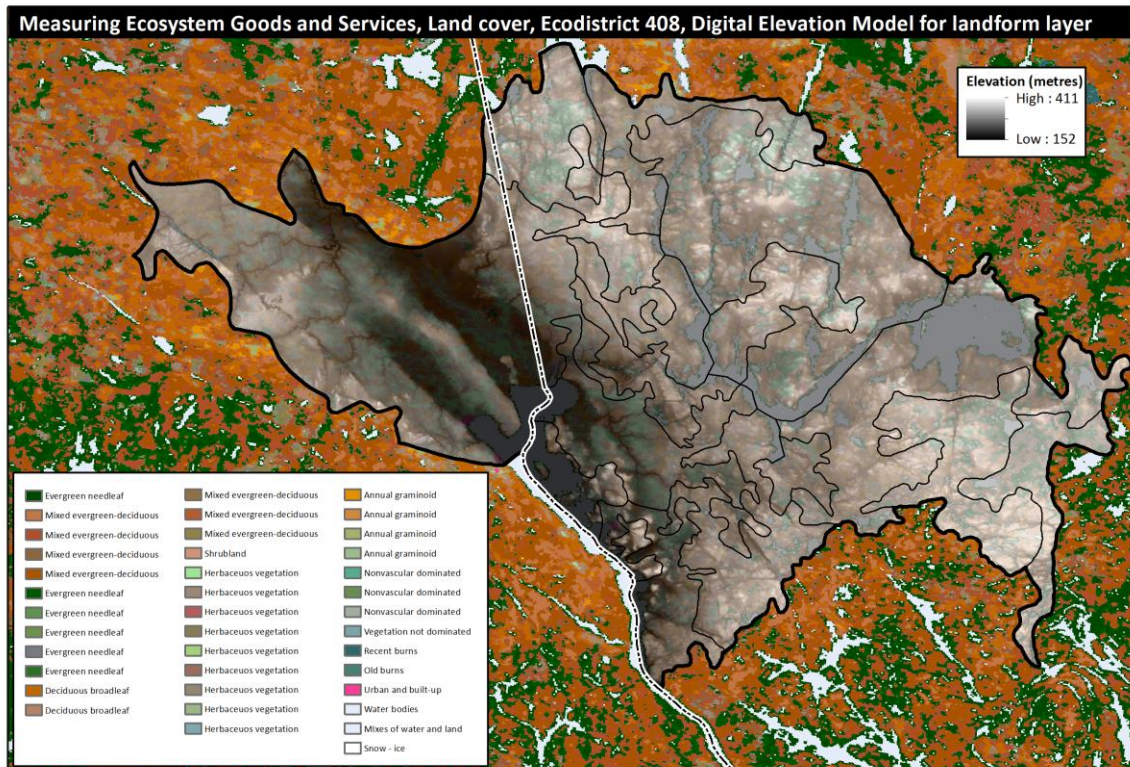 Measuring Ecosystem Goods and Services, Land cover, Ecodistrict 408, Digital Elevation Model for landform layer
Elevation (metres)
High : 411
Low : 152
Evergreen needleaf
Mixed evergreen-deciduous
Mixed evergreen-deciduous
Mixed evergreen-deciduous
Mixed evergreen-deciduous
Evergreen needleaf
Evergreen needleaf
Evergreen needleaf
Evergreen needleaf
Evergreen needleaf
Deciduous broadleaf
Deciduous broadleaf
Mixed evergreen-deciduous
Mixed evergreen-deciduous
Mixed evergreen-deciduous
Shrubland
Herbaceuos vegetation
Herbaceuos vegetation
Herbaceuos vegetation
Herbaceuos vegetation
Herbaceuos vegetation
Herbaceuos vegetation
Herbaceuos vegetation
Herbaceuos vegetation
Herbaceuos vegetation
Annual graminoid
Annual graminoid
Annual graminoid
Annual graminoid
Nonvascular dominated
Nonvascular dominated
Nonvascular dominated
Vegetation not dominated
Recent burns
Old burns
Urban and built-up
Water bodies
Mixes of water and land
Snow - ice